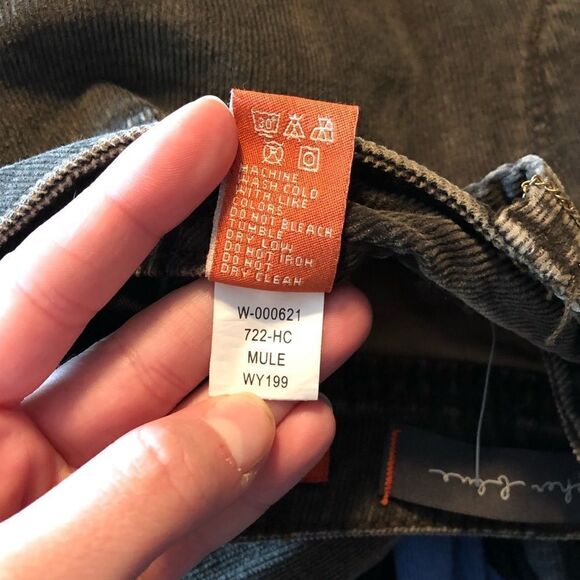 30°
MACHINE
WASH COLD
WITH LIKE
COLORS
DO NOT BLEACH
TUMBLE
DRY LOW
DO NOT IRON
DO NOT
DRY CLEAN
W-000621
722-HC
MULE
WY199